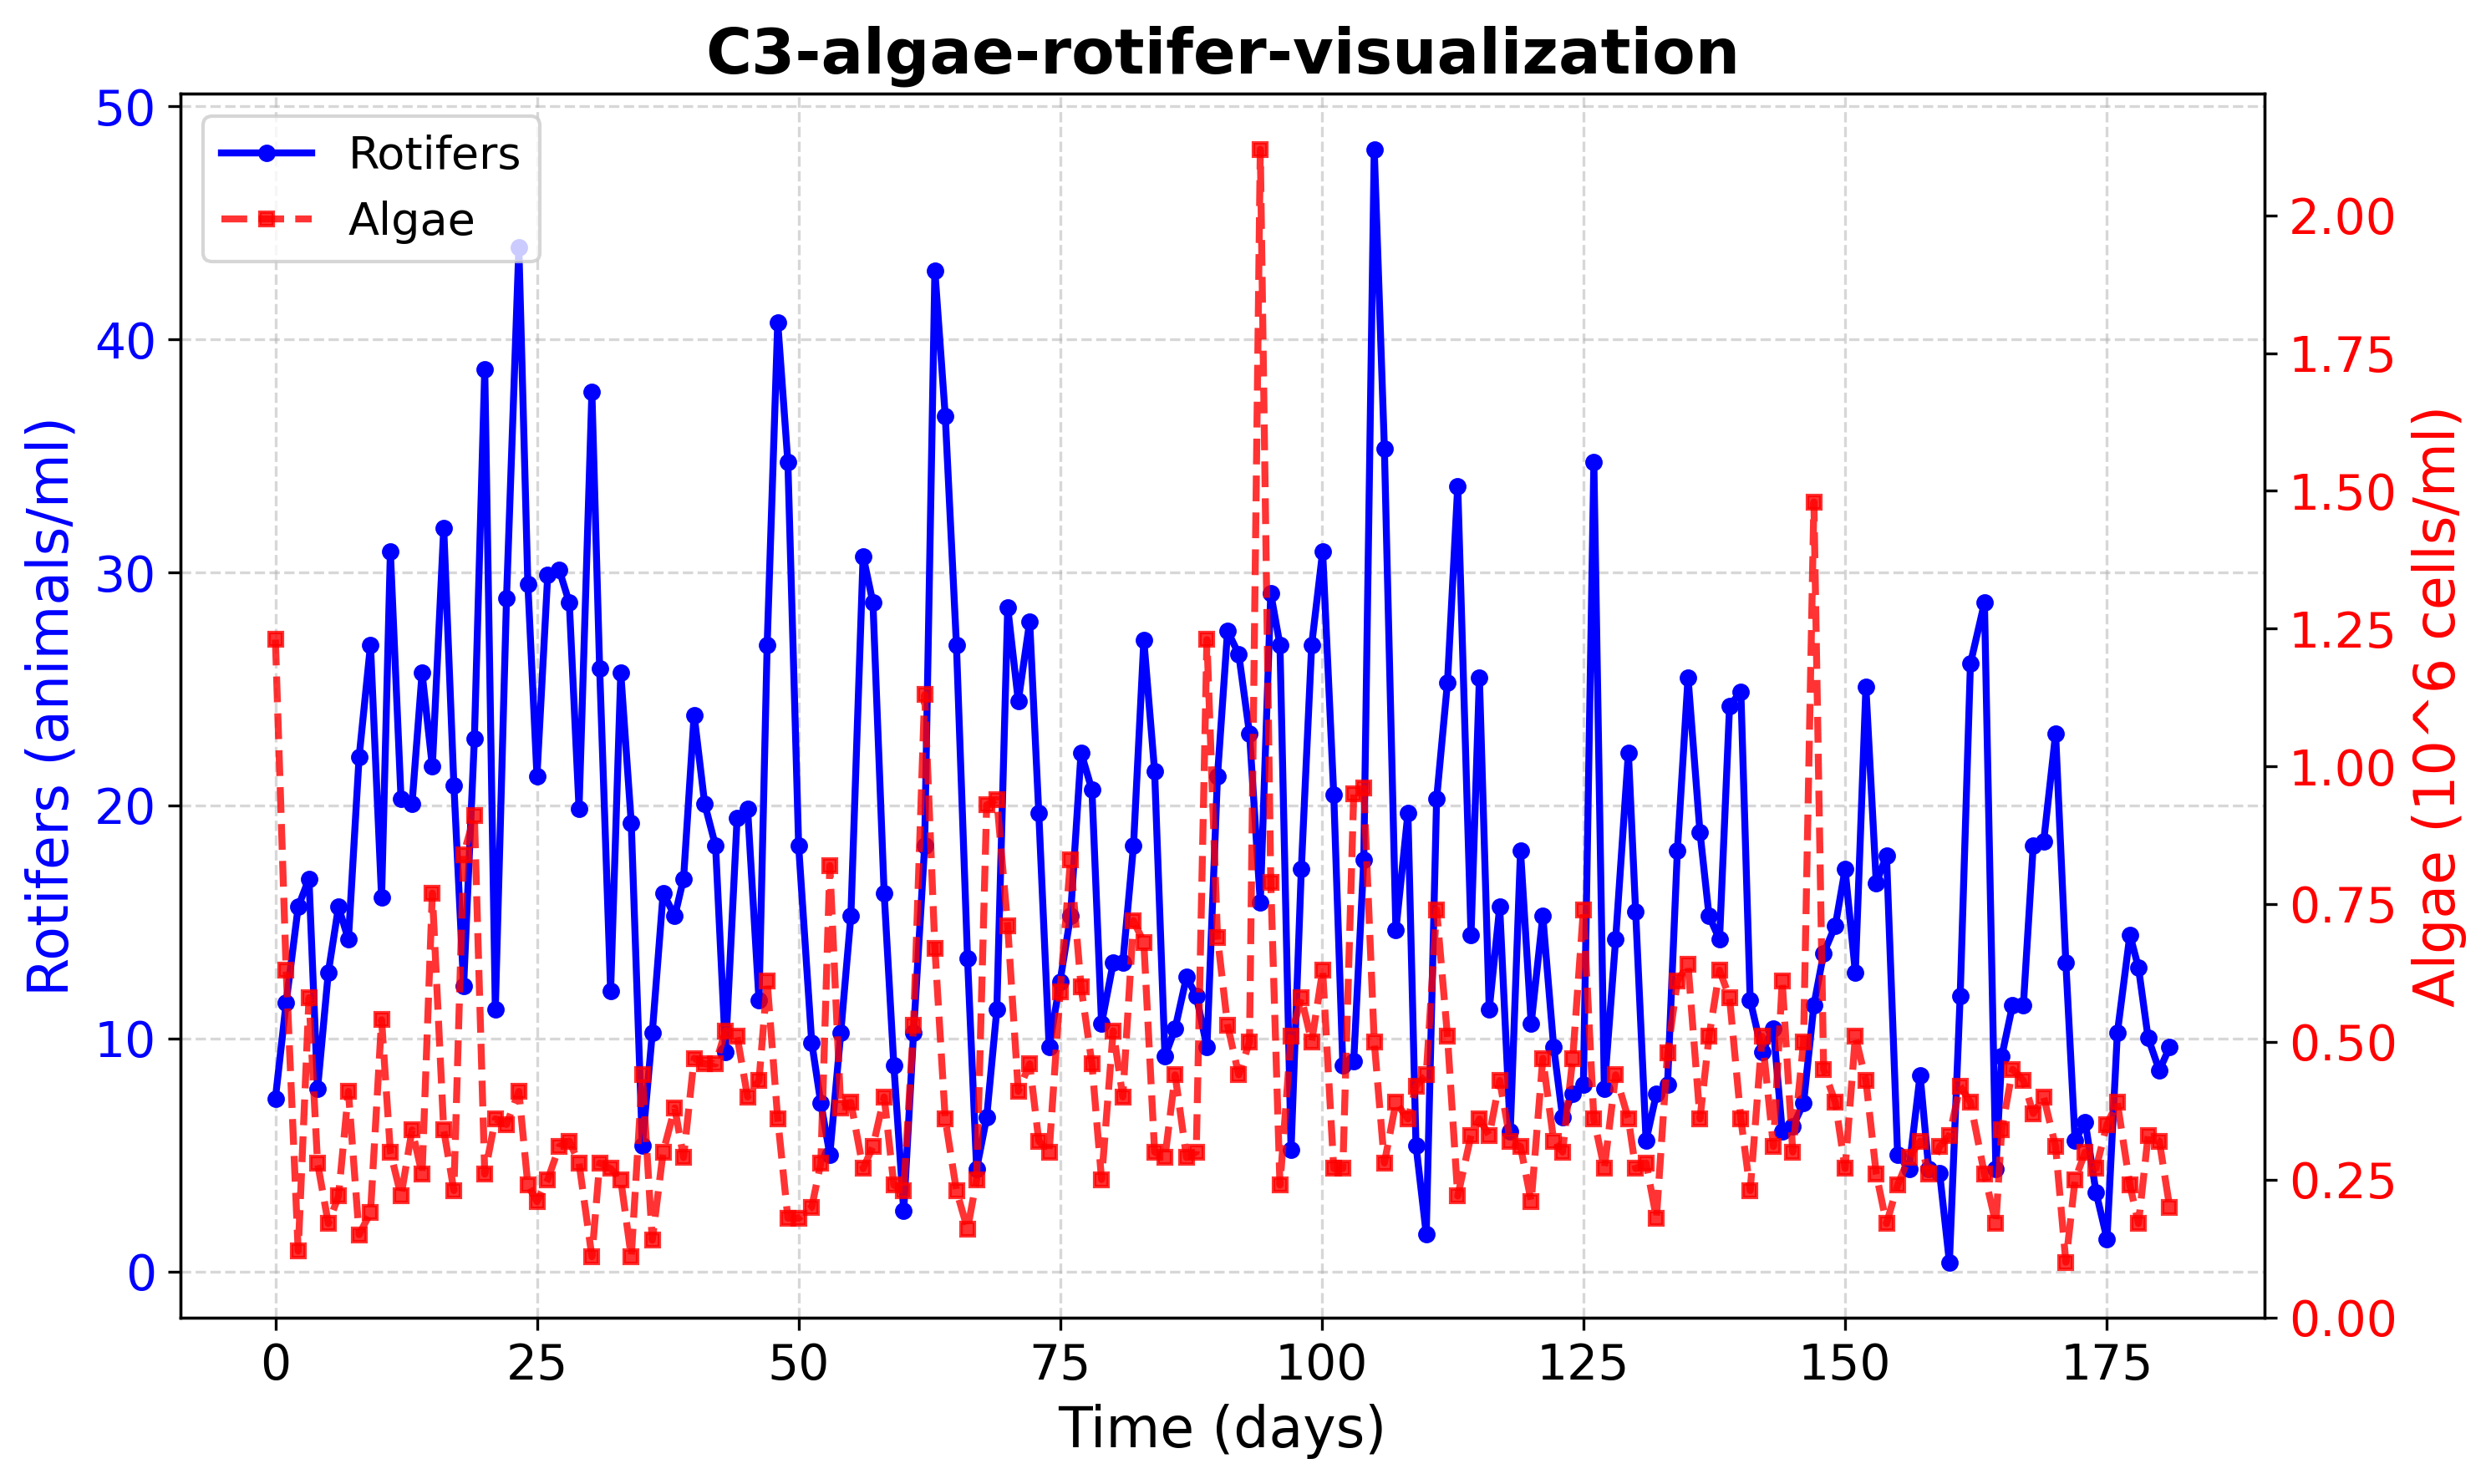 C3-algae-rotifer-visualization
Rotifers
Algae
Rotifers (animals/ml)
50
40
30
20
10
0
Algae (10^6 cells/ml)
2.00
1.75
1.50
1.25
1.00
0.75
0.50
0.25
0.00
0 25 50 75 100 125 150 175
Time (days)